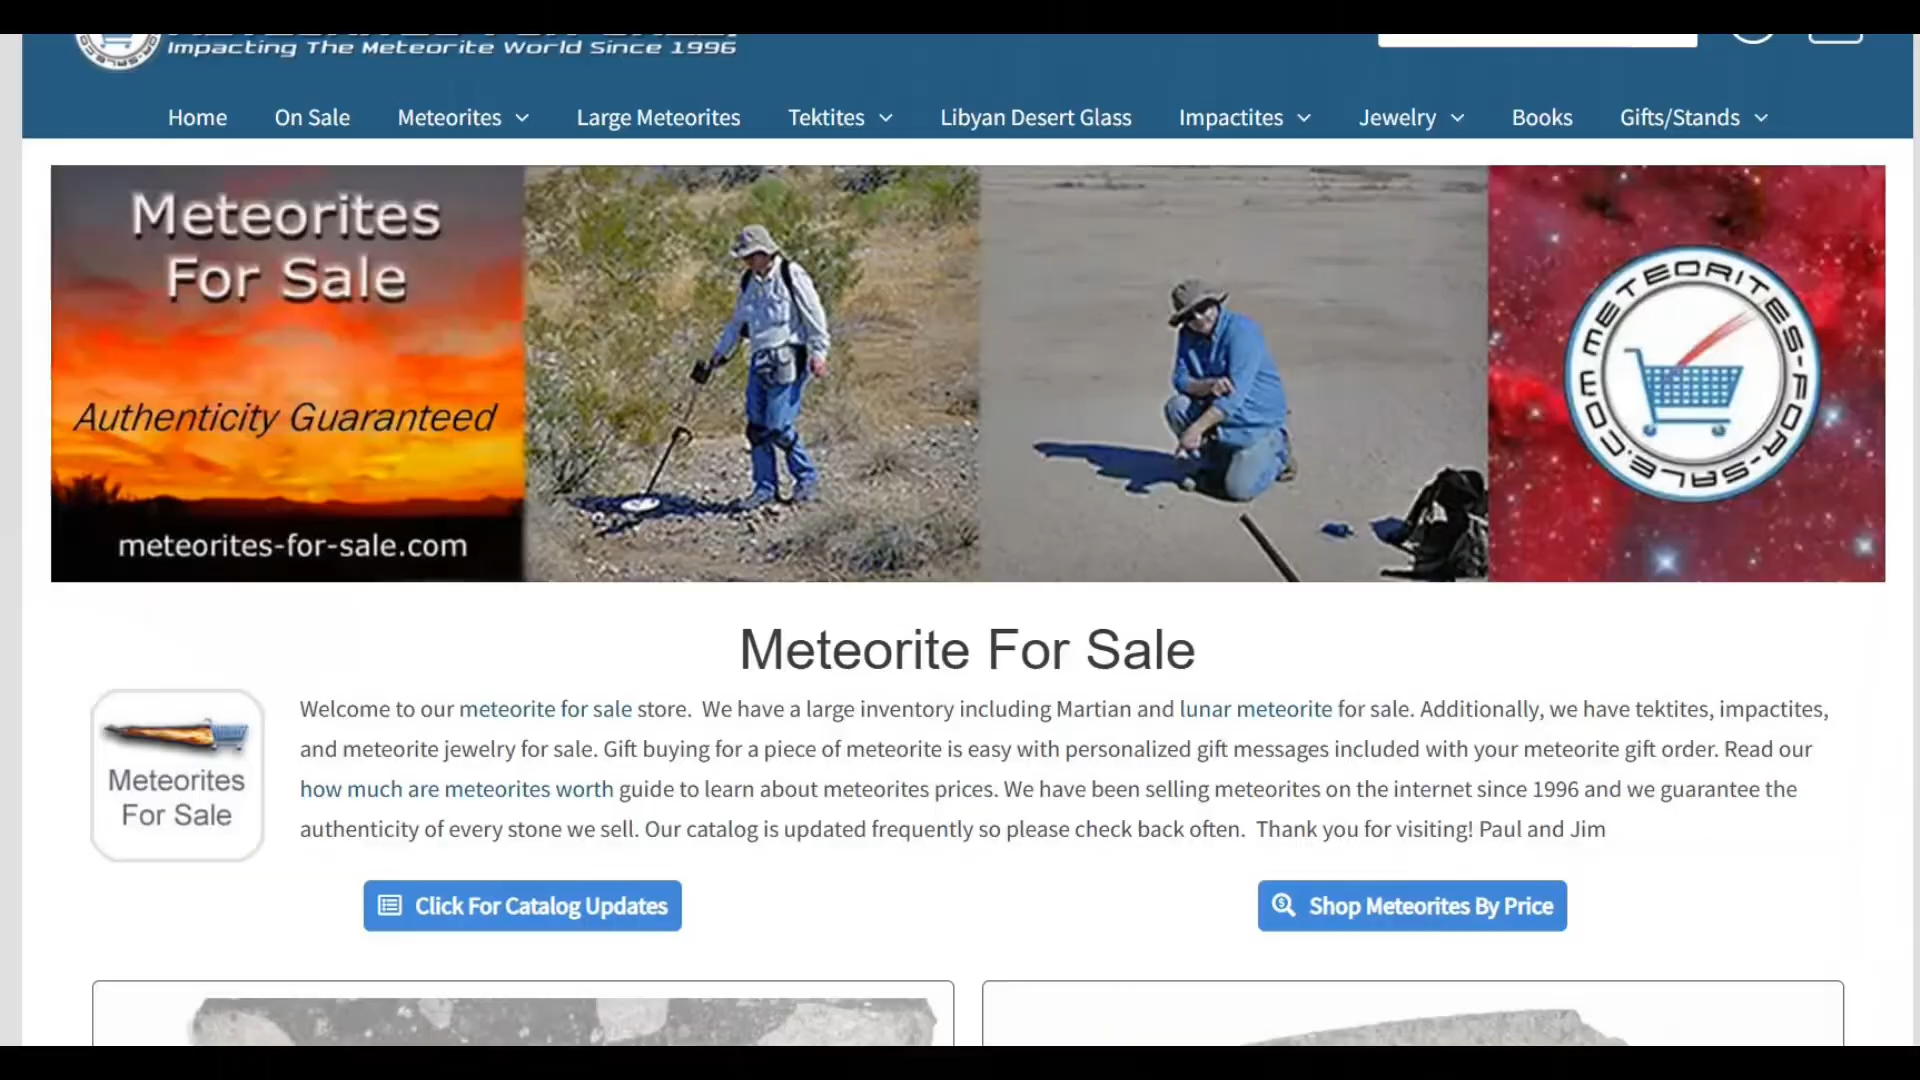 Impacting The Meteorite World Since 1996
Home On Sale Meteorites Large Meteorites Tektites Libyan Desert Glass Impactites Jewelry Books Gifts/Stands
Meteorites
For Sale
Authenticity Guaranteed
meteorites-for-sale.com
METEORITES-FOR-SALE.COM
Meteorite For Sale
Meteorites
For Sale
Welcome to our meteorite for sale store. We have a large inventory including Martian and lunar meteorite for sale. Additionally, we have tektites, impactites,
and meteorite jewelry for sale. Gift buying for a piece of meteorite is easy with personalized gift messages included with your meteorite gift order. Read our
how much are meteorites worth guide to learn about meteorites prices. We have been selling meteorites on the internet since 1996 and we guarantee the
authenticity of every stone we sell. Our catalog is updated frequently so please check back often. Thank you for visiting! Paul and Jim
Click For Catalog Updates
Shop Meteorites By Price